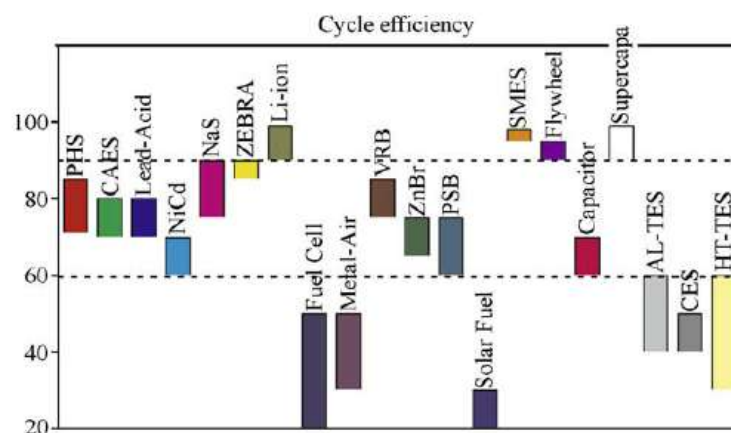 Cycle efficiency
100
80
60
40
20
PHS
CAES
Lead-Acid
NiCd
NaS
ZEBRA
Li-ion
Fuel Cell
Metal-Air
VRB
ZnBr
PSB
Solar Fuel
SMES
Flywheel
Capacitor
Supercapa
AL-TES
CES
HT-TES